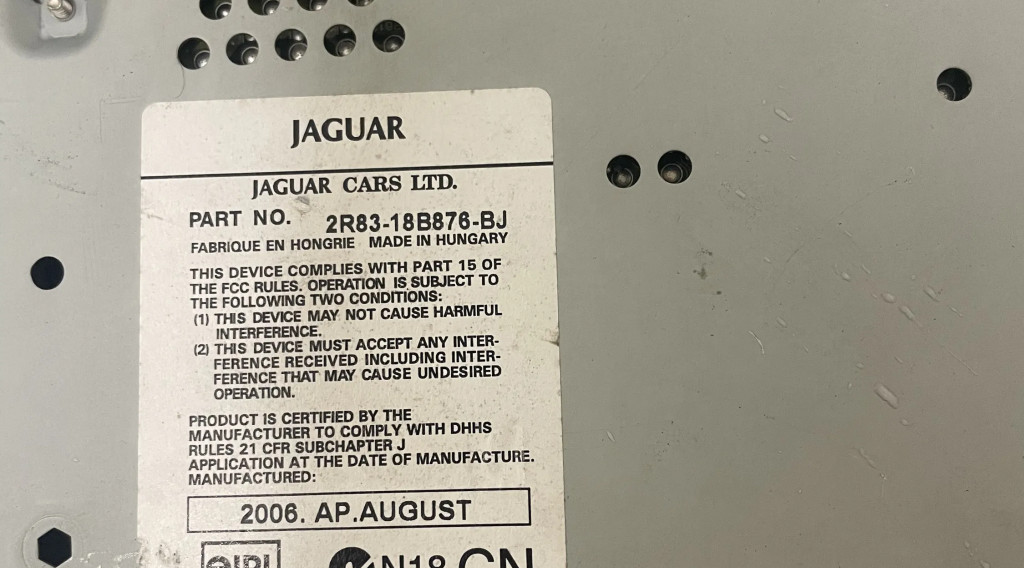 JAGUAR
JAGUAR CARS LTD.
PART NO. 2R83-18B876-BJ
FABRIQUE EN HONGRIE MADE IN HUNGARY
THIS DEVICE COMPLIES WITH PART 15 OF
THE FCC RULES. OPERATION IS SUBJECT TO
THE FOLLOWING TWO CONDITIONS:
(1) THIS DEVICE MAY NOT CAUSE HARMFUL
INTERFERENCE.
(2) THIS DEVICE MUST ACCEPT ANY INTER-
FERENCE RECEIVED INCLUDING INTER-
FERENCE THAT MAY CAUSE UNDESIRED
OPERATION.
PRODUCT IS CERTIFIED BY THE
MANUFACTURER TO COMPLY WITH DHHS
RULES 21 CFR SUBCHAPTER J
APPLICATION AT THE DATE OF MANUFACTURE.
MANUFACTURED:
2006. AP.AUGUST
N18 CN